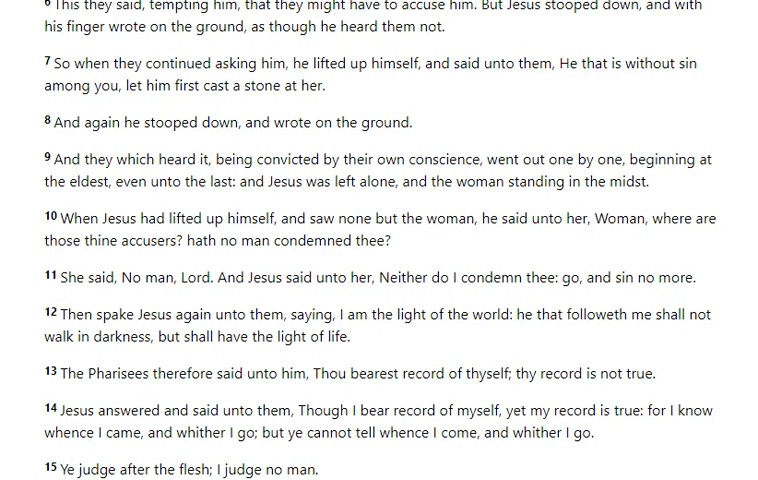 6 This they said, tempting him, that they might have to accuse him. But Jesus stooped down, and with
his finger wrote on the ground, as though he heard them not.
7 So when they continued asking him, he lifted up himself, and said unto them, He that is without sin
among you, let him first cast a stone at her.
8 And again he stooped down, and wrote on the ground.
9 And they which heard it, being convicted by their own conscience, went out one by one, beginning at
the eldest, even unto the last: and Jesus was left alone, and the woman standing in the midst.
10 When Jesus had lifted up himself, and saw none but the woman, he said unto her, Woman, where are
those thine accusers? hath no man condemned thee?
11 She said, No man, Lord. And Jesus said unto her, Neither do I condemn thee: go, and sin no more.
12 Then spake Jesus again unto them, saying, I am the light of the world: he that followeth me shall not
walk in darkness, but shall have the light of life.
13 The Pharisees therefore said unto him, Thou bearest record of thyself; thy record is not true.
14 Jesus answered and said unto them, Though I bear record of myself, yet my record is true: for I know
whence I came, and whither I go; but ye cannot tell whence I come, and whither I go.
15 Ye judge after the flesh; I judge no man.